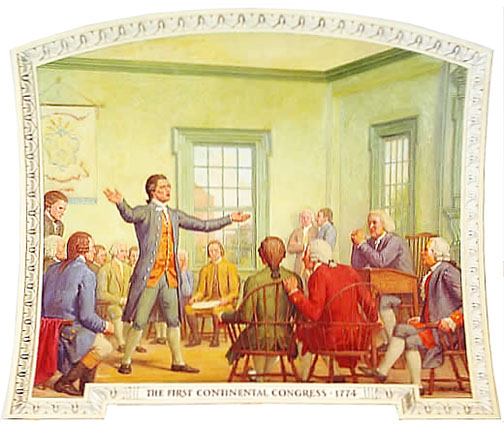 THE FIRST CONTINENTAL CONGRESS · 1774